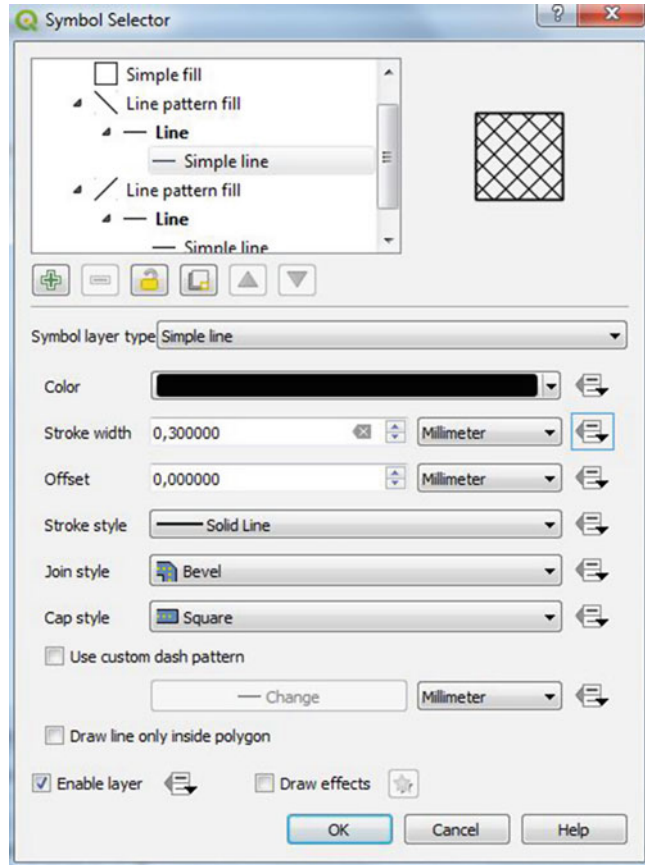 Symbol Selector
Simple fill
Line pattern fill
Line
Simple line
Line pattern fill
Line
Simple line
Symbol layer type Simple line
Color
Stroke width 0,300000 Millimeter
Offset 0,000000 Millimeter
Stroke style Solid Line
Join style Bevel
Cap style Square
Use custom dash pattern
Change Millimeter
Draw line only inside polygon
Enable layer Draw effects
OK Cancel Help